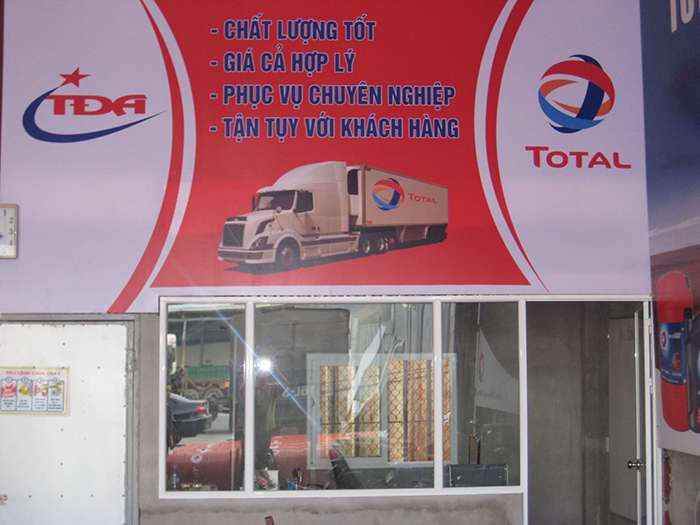 - CHẤT LƯỢNG TỐT
- GIÁ CẢ HỢP LÝ
- PHỤC VỤ CHUYÊN NGHIỆP
- TẬN TỤY VỚI KHÁCH HÀNG
TĐA
TOTAL
TOTAL